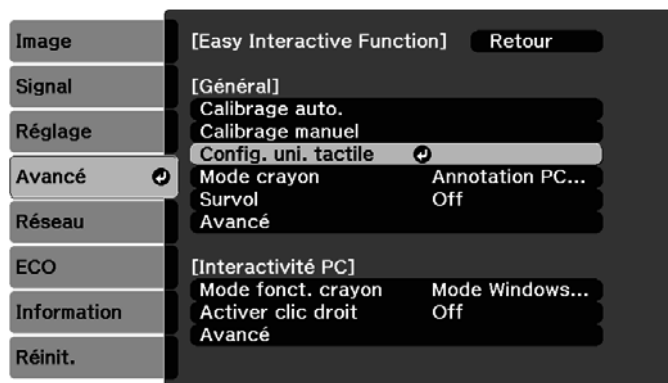 Image
Signal
Réglage
Avancé
Réseau
ECO
Information
Réinit.
[Easy Interactive Function] Retour
[Général]
Calibrage auto.
Calibrage manuel
Config. uni. tactile
Mode crayon Annotation PC...
Survol Off
Avancé
[Interactivité PC]
Mode fonct. crayon Mode Windows...
Activer clic droit Off
Avancé